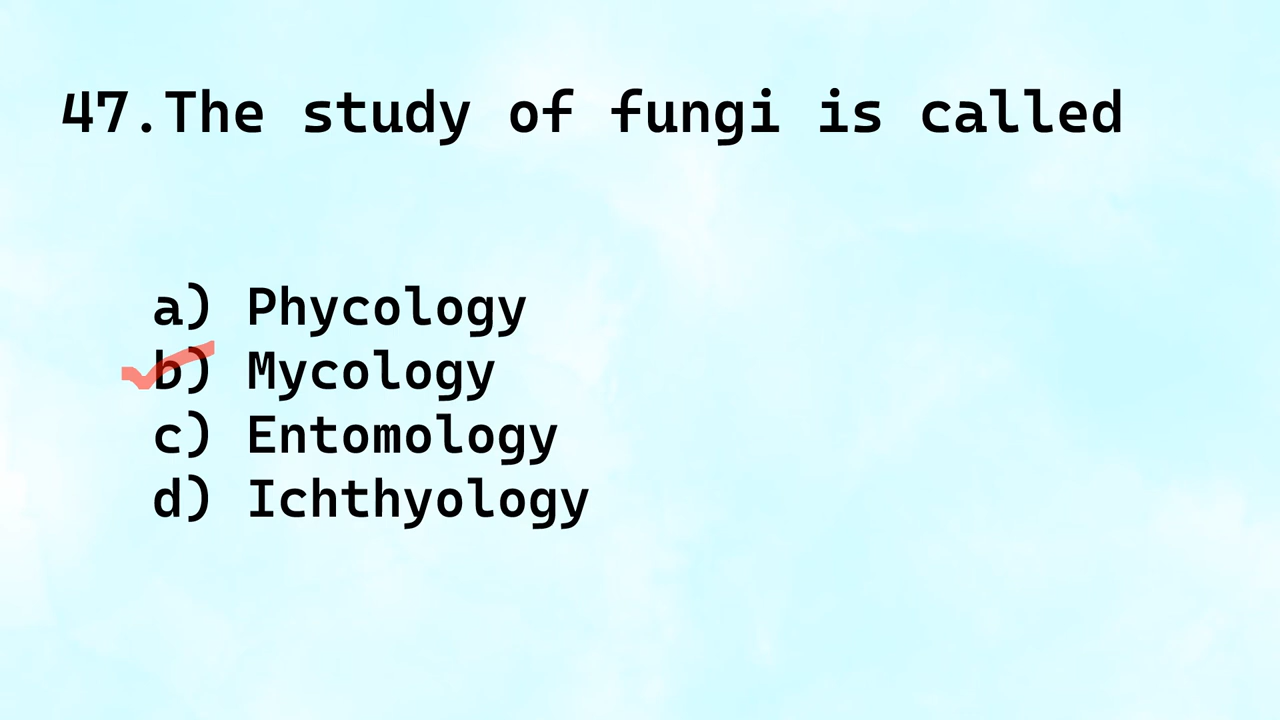 47.The study of fungi is called
a) Phycology
b) Mycology
c) Entomology
d) Ichthyology